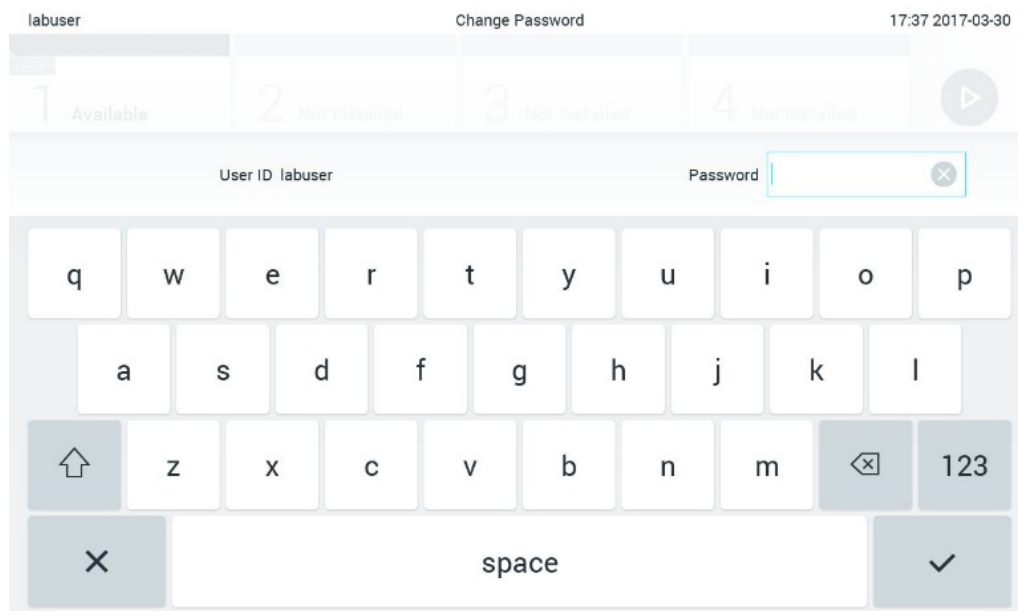 labuser Change Password 17:37 2017-03-30
1 Available 2 Not installed 3 Not installed 4 Not installed
User ID labuser Password
q w e r t y u i o p
a s d f g h j k l
z x c v b n m 123
space